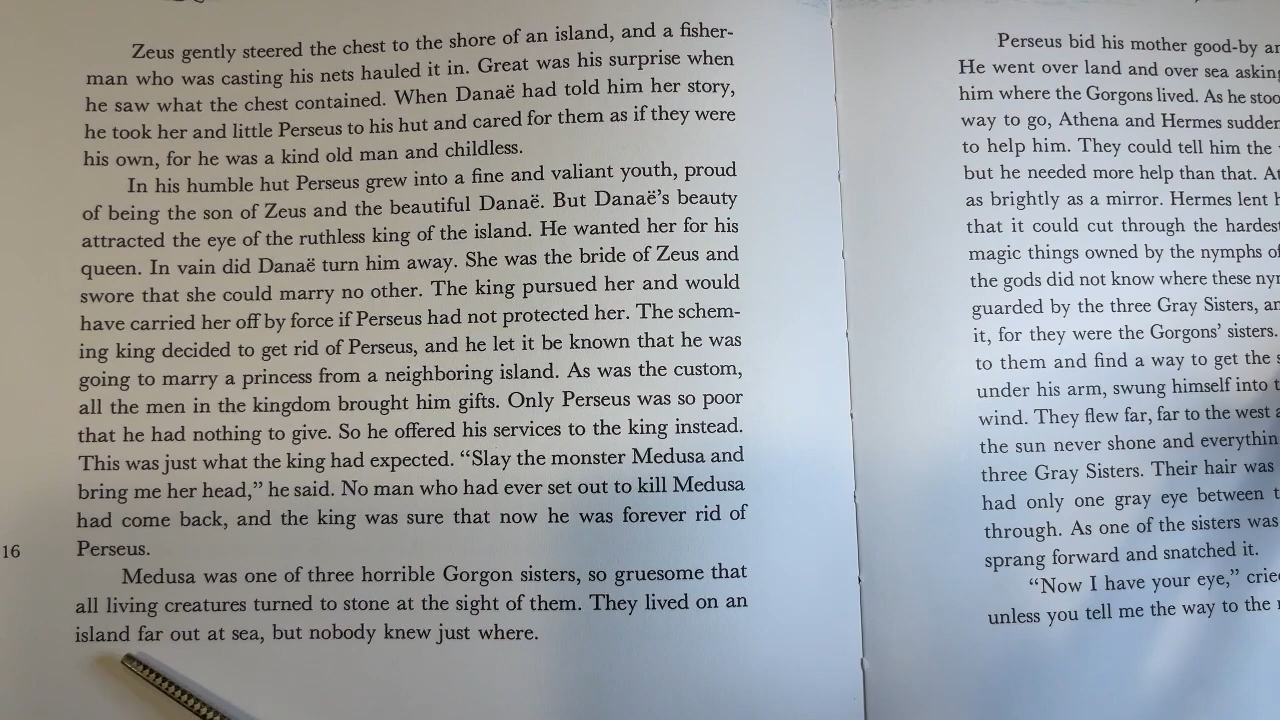 Zeus gently steered the chest to the shore of an island, and a fisher-
man who was casting his nets hauled it in. Great was his surprise when
he saw what the chest contained. When Danaë had told him her story,
he took her and little Perseus to his hut and cared for them as if they were
his own, for he was a kind old man and childless.
In his humble hut Perseus grew into a fine and valiant youth, proud
of being the son of Zeus and the beautiful Danaë. But Danaë's beauty
attracted the eye of the ruthless king of the island. He wanted her for his
queen. In vain did Danaë turn him away. She was the bride of Zeus and
swore that she could marry no other. The king pursued her and would
have carried her off by force if Perseus had not protected her. The schem-
ing king decided to get rid of Perseus, and he let it be known that he was
going to marry a princess from a neighboring island. As was the custom,
all the men in the kingdom brought him gifts. Only Perseus was so poor
that he had nothing to give. So he offered his services to the king instead.
This was just what the king had expected. “Slay the monster Medusa and
bring me her head,” he said. No man who had ever set out to kill Medusa
had come back, and the king was sure that now he was forever rid of
Perseus.
16
Medusa was one of three horrible Gorgon sisters, so gruesome that
all living creatures turned to stone at the sight of them. They lived on an
island far out at sea, but nobody knew just where.
Perseus bid his mother good-by
He went over land and over sea
him where the Gorgons lived. As he
way to go, Athena and Hermes
to help him. They could tell him the
but he needed more help than that.
as brightly as a mirror. Hermes lent
that it could cut through the
magic things owned by the nymphs
the gods did not know where these
guarded by the three Gray Sisters,
it, for they were the Gorgons' sisters.
to them and find a way to get the
under his arm, swung himself into
wind. They flew far, far to the west
the sun never shone and
three Gray Sisters. Their hair was
had only one gray eye between
through. As one of the sisters was
sprang forward and snatched it.
“Now I have your eye,”
unless you tell me the way to the